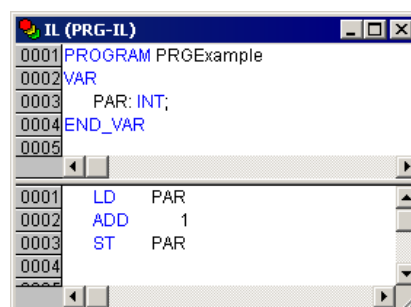 IL (PRG-IL)
0001 PROGRAM PRGExample
0002 VAR
0003 PAR: INT;
0004 END_VAR
0005
0001 LD PAR
0002 ADD 1
0003 ST PAR
0004